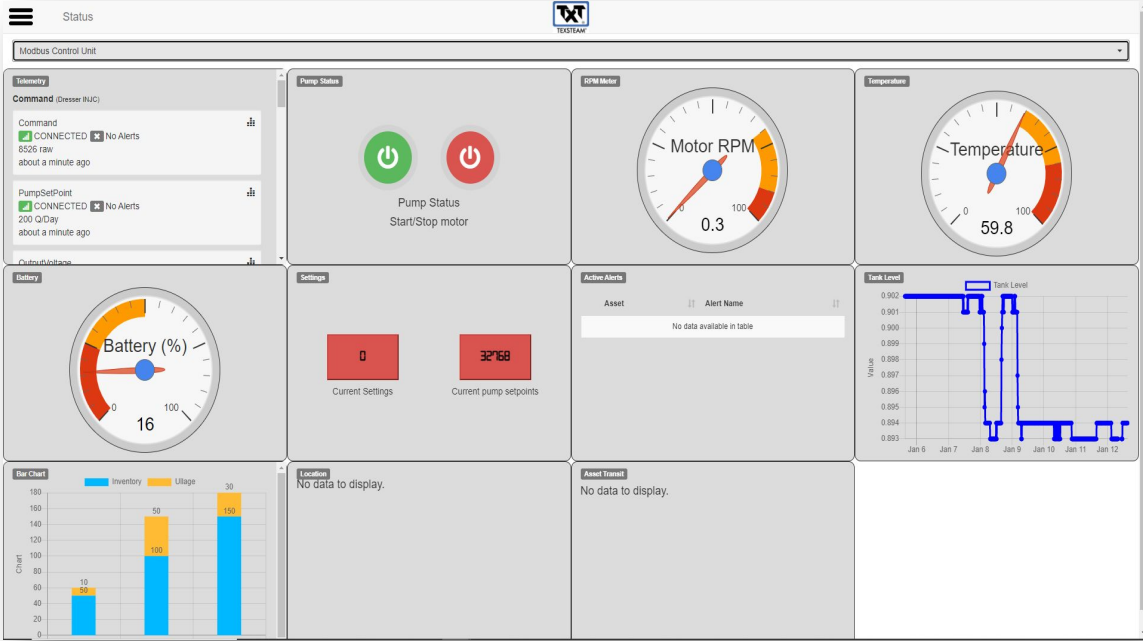 Status
TXT
TEXSTEAM
Modbus Control Unit
Telemetry
Command (Dresser INJC)
Command
CONNECTED No Alerts
8526 raw
about a minute ago
PumpSetPoint
CONNECTED No Alerts
200 Q/Day
about a minute ago
OutputVoltage
Pump Status
Pump Status
Start/Stop motor
RPM Meter
Motor RPM
0 100
0.3
Temperature
Temperature
0 100
59.8
Battery
Battery (%)
0 100
16
Settings
0 32768
Current Settings Current pump setpoints
Active Alerts
Asset Alert Name
No data available in table
Tank Level
Tank Level
Value
0.902
0.901
0.900
0.899
0.898
0.897
0.896
0.895
0.894
0.893
Jan 6 Jan 7 Jan 8 Jan 9 Jan 10 Jan 11 Jan 12
Bar Chart
Inventory Ullage
Chart
180
160
140
120
100
80
60
40
20
0
10
50
50
100
30
150
Location
No data to display.
Asset Transit
No data to display.